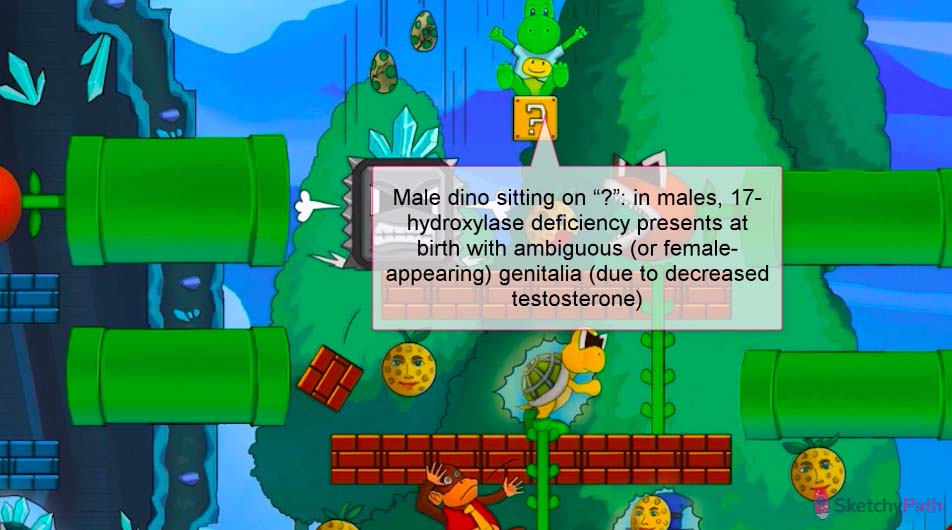 ?
Male dino sitting on “?”: in males, 17-
hydroxylase deficiency presents at
birth with ambiguous (or female-
appearing) genitalia (due to decreased
testosterone)
SketchyPath